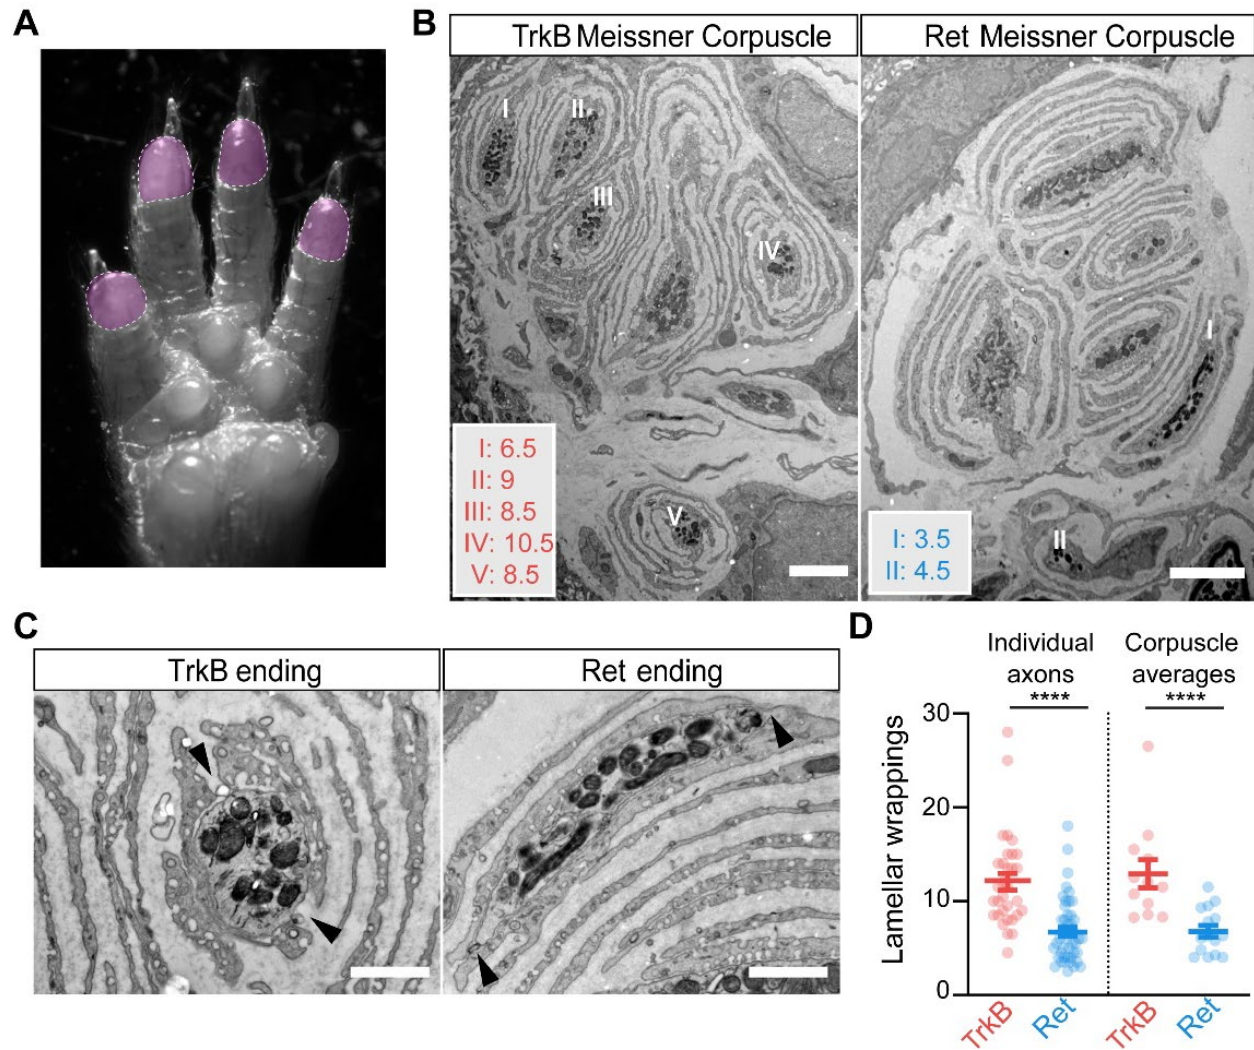 A
B
TrkB Meissner Corpuscle
Ret Meissner Corpuscle
I
II
III
IV
V
I: 6.5
II: 9
III: 8.5
IV: 10.5
V: 8.5
I
II
I: 3.5
II: 4.5
C
TrkB ending
Ret ending
D
Individual
axons
Corpuscle
averages
****
****
Lamellar wrappings
30
20
10
0
TrkB
Ret
TrkB
Ret